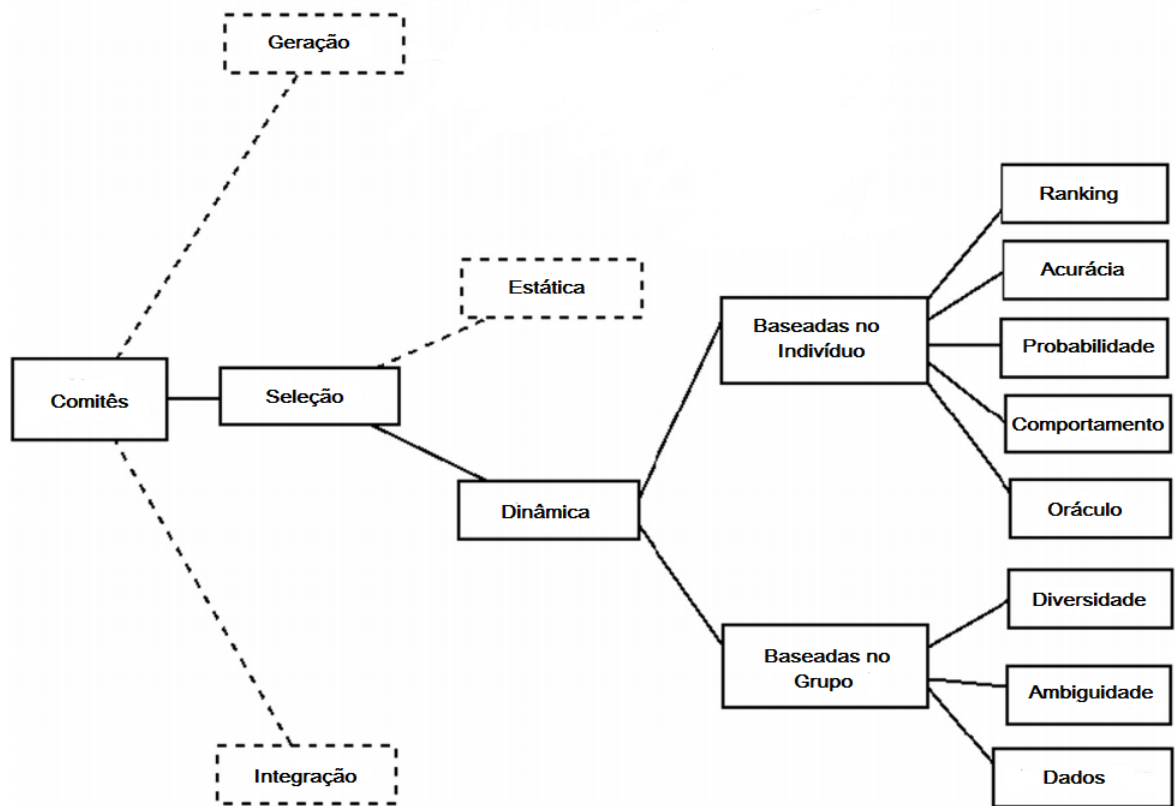 Geração
Ranking
Acurácia
Estática
Baseadas no
Indivíduo
Probabilidade
Comitês
Seleção
Comportamento
Dinâmica
Oráculo
Diversidade
Baseadas no
Grupo
Ambiguidade
Integração
Dados